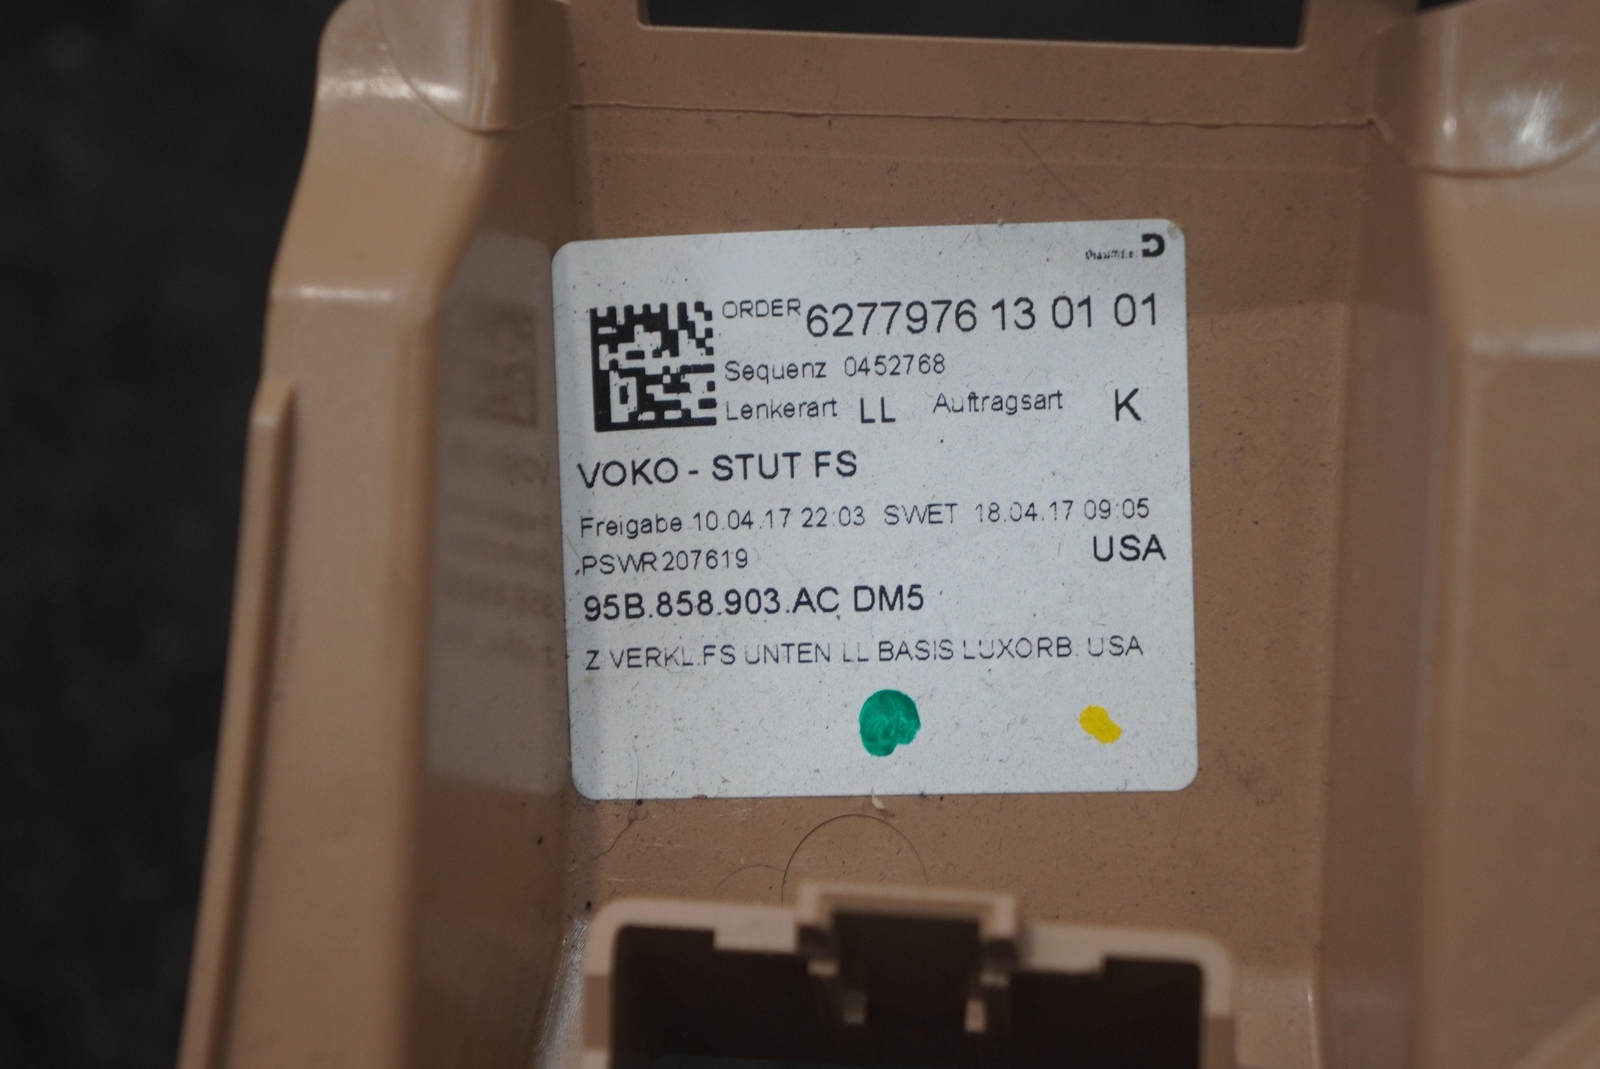 ORDER 6277976 13 01 01
Sequenz 0452768
Lenkerart LL Auftragsart K
VOKO - STUT FS
Freigabe 10.04.17 22:03 SWET 18.04.17 09:05
PSWR207619 USA
95B.858.903.AC DM5
Z VERKL.FS UNTEN LL BASIS LUXORB. USA